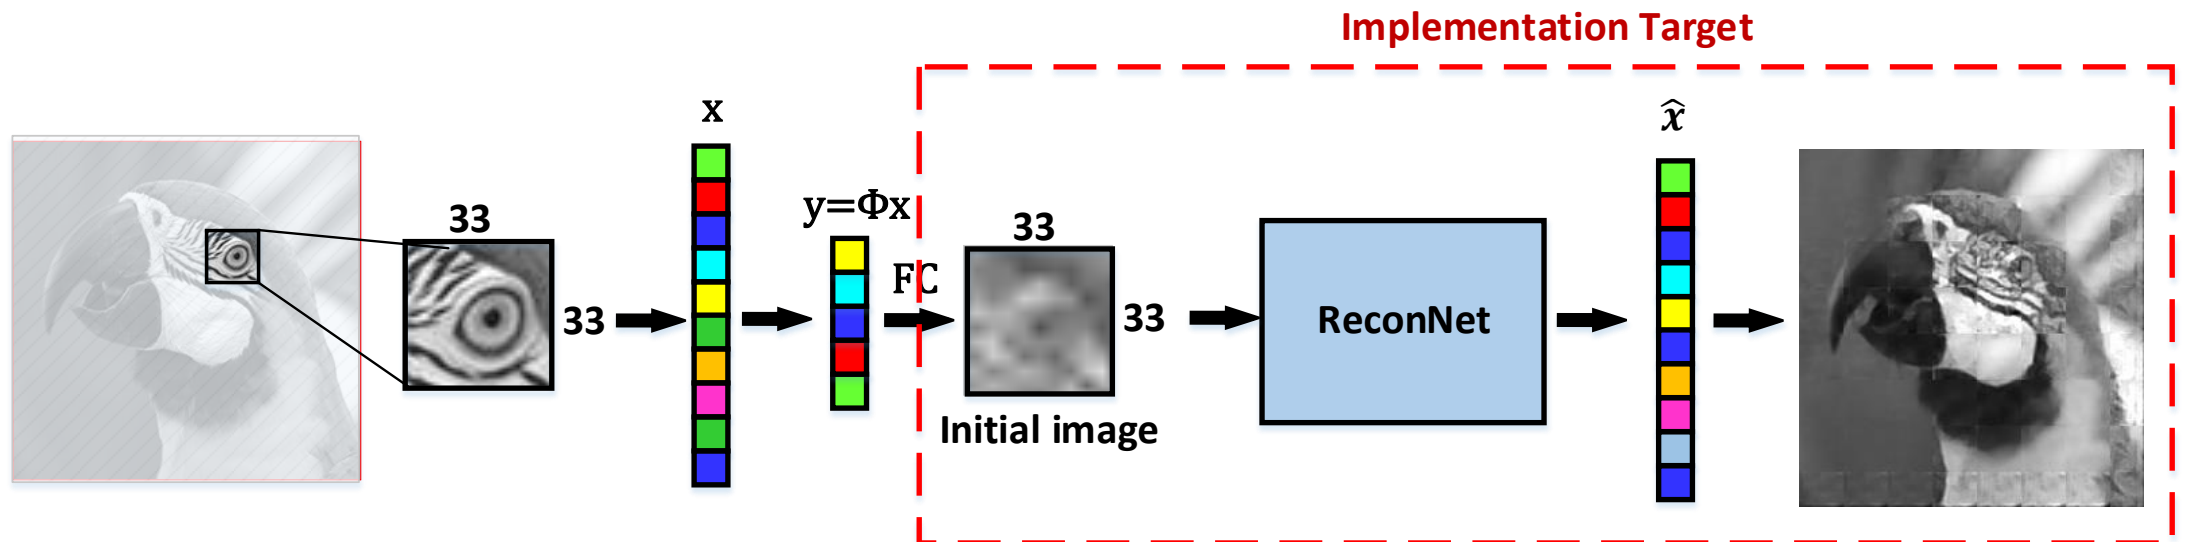 Implementation Target
x
x̂
y=Φx
33
33
FC
33
33
ReconNet
Initial image